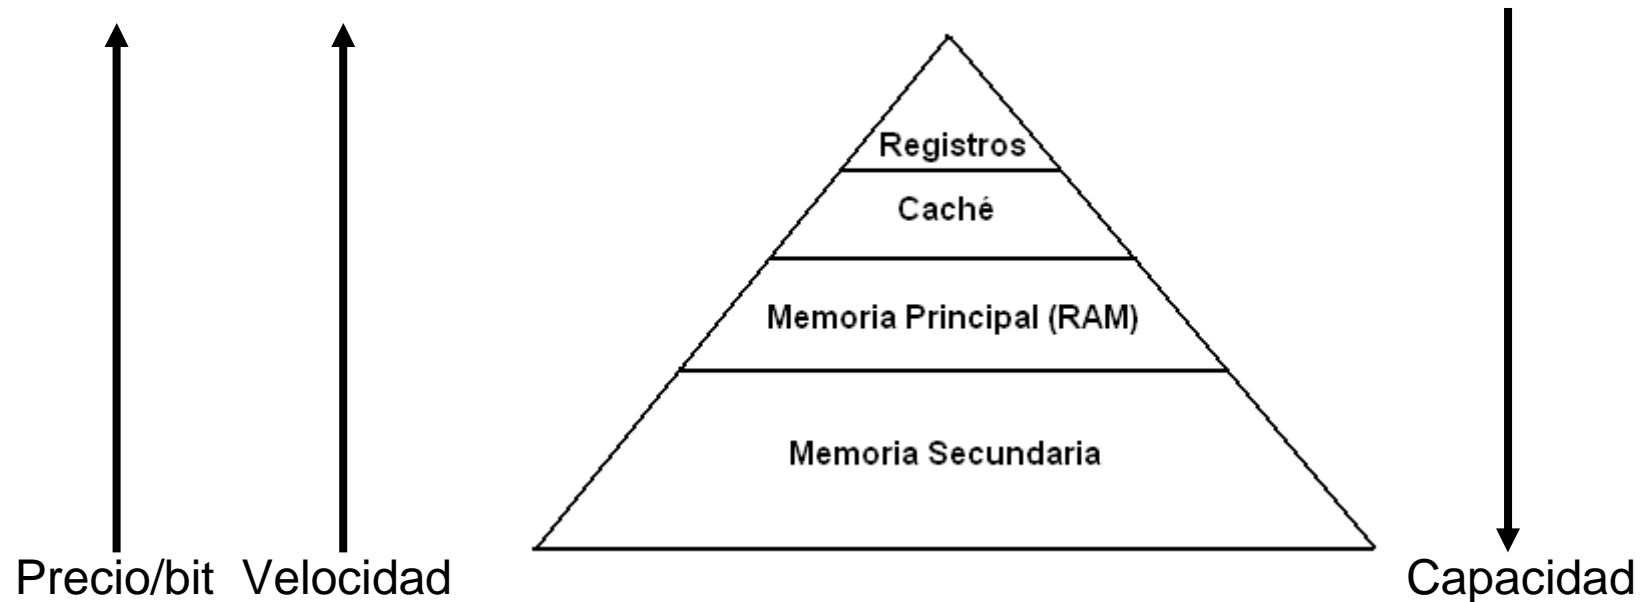 Registros
Caché
Memoria Principal (RAM)
Memoria Secundaria
Precio/bit
Velocidad
Capacidad